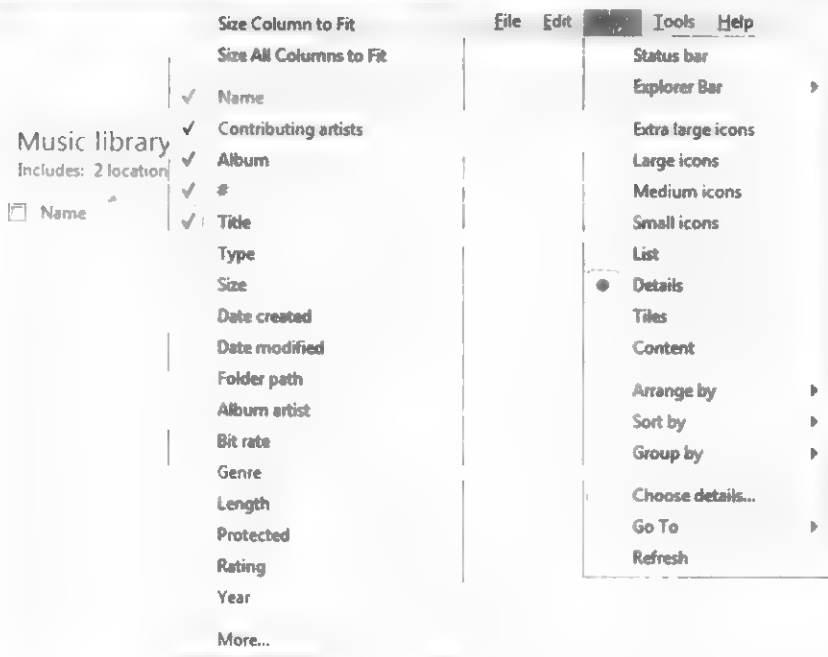 Music library
Includes: 2 location
Name
Size Column to Fit
Size All Columns to Fit
Name
Contributing artists
Album
#
Title
Type
Size
Date created
Date modified
Folder path
Album artist
Bit rate
Genre
Length
Protected
Rating
Year
More...
File Edit Tools Help
Status bar
Explorer Bar
Extra large icons
Large icons
Medium icons
Small icons
List
Details
Tiles
Content
Arrange by
Sort by
Group by
Choose details...
Go To
Refresh